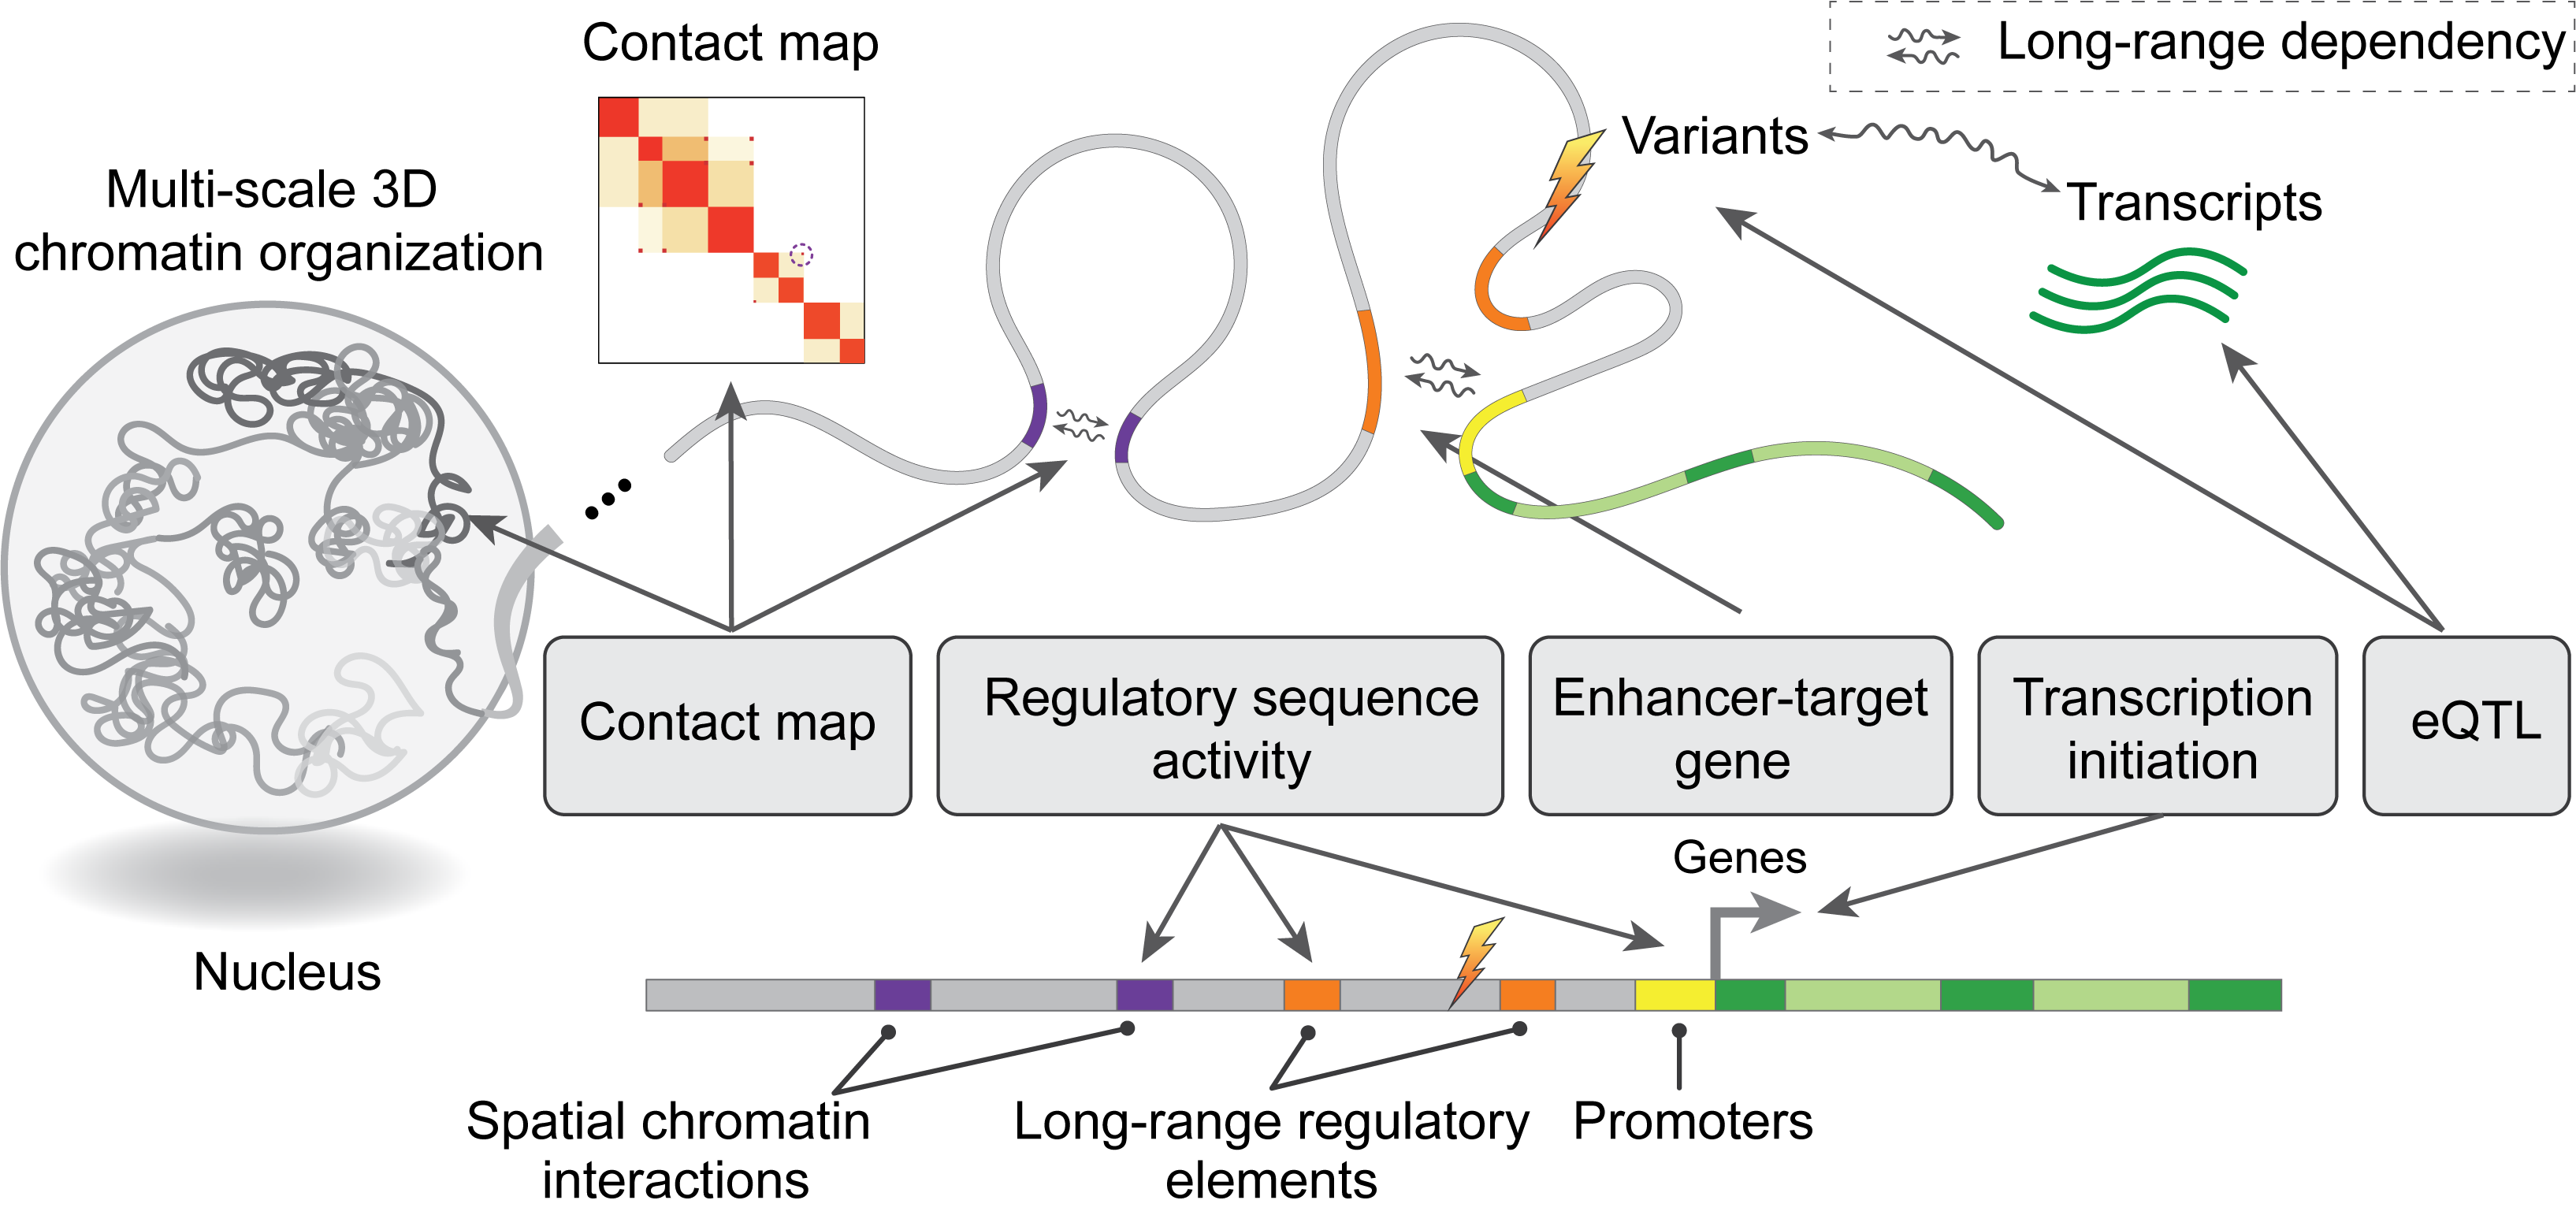 Contact map
Long-range dependency
Variants
Multi-scale 3D
chromatin organization
Transcripts
Contact map
Regulatory sequence
activity
Enhancer-target
gene
Transcription
initiation
eQTL
Genes
Nucleus
Spatial chromatin
interactions
Long-range regulatory
elements
Promoters